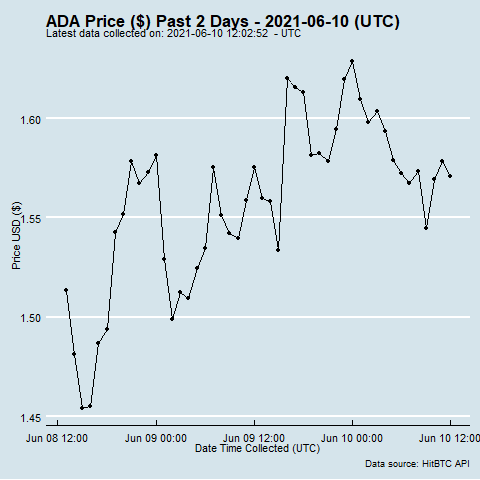 ADA Price ($) Past 2 Days - 2021-06-10 (UTC)
Latest data collected on: 2021-06-10 12:02:52  - UTC
1.60
1.55
1.50
1.45
Price USD ($)
Jun 08 12:00 Jun 09 00:00 Jun 09 12:00 Jun 10 00:00 Jun 10 12:00
Date Time Collected (UTC)
Data source: HitBTC API